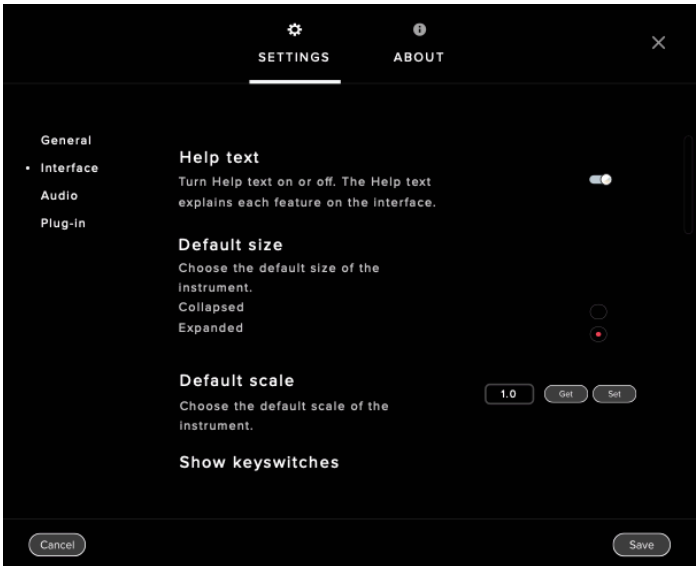 SETTINGS
ABOUT
General
Interface
Audio
Plug-in
Help text
Turn Help text on or off. The Help text
explains each feature on the interface.
Default size
Choose the default size of the
instrument.
Collapsed
Expanded
Default scale
1.0
Get
Set
Choose the default scale of the
instrument.
Show keyswitches
Cancel
Save